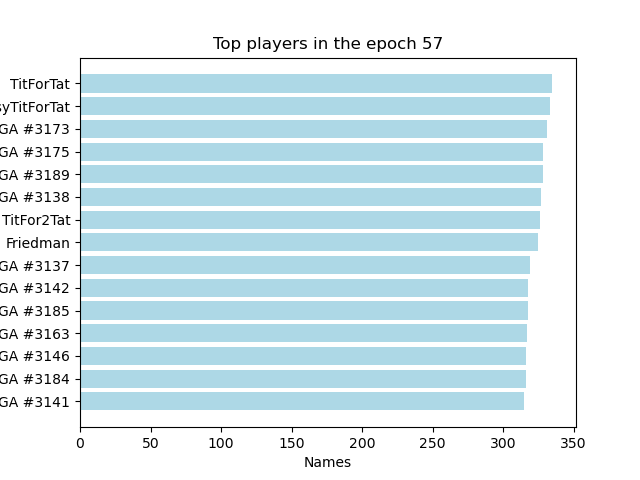 Top players in the epoch 57
TitForTat
syTitForTat
GA #3173
GA #3175
GA #3189
GA #3138
TitFor2Tat
Friedman
GA #3137
GA #3142
GA #3185
GA #3163
GA #3146
GA #3184
GA #3141
0 50 100 150 200 250 300 350
Names